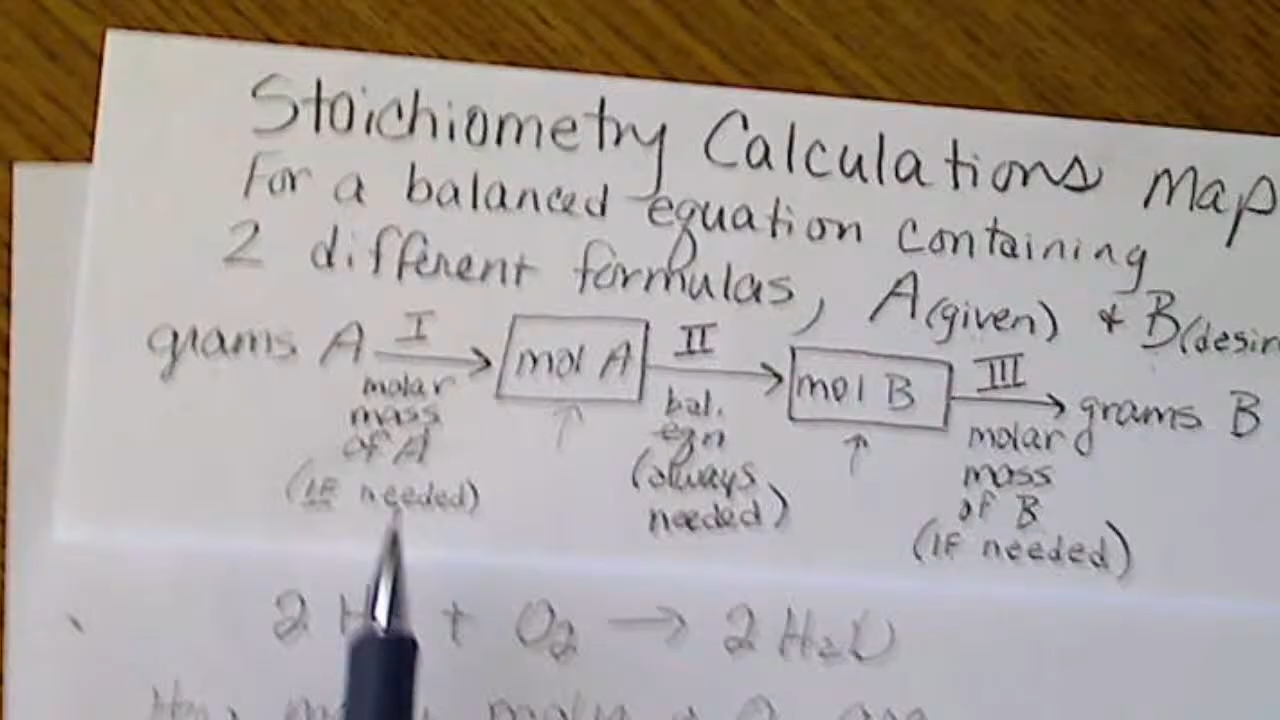 Stoichiometry Calculations Map
For a balanced equation containing
2 different formulas, A(given) + B(desir
grams A I mol A II mol B III grams B
molar mass of A (IF needed)
bal. eqn (always needed)
molar mass of B (IF needed)
2 H + O2 → 2 H2O